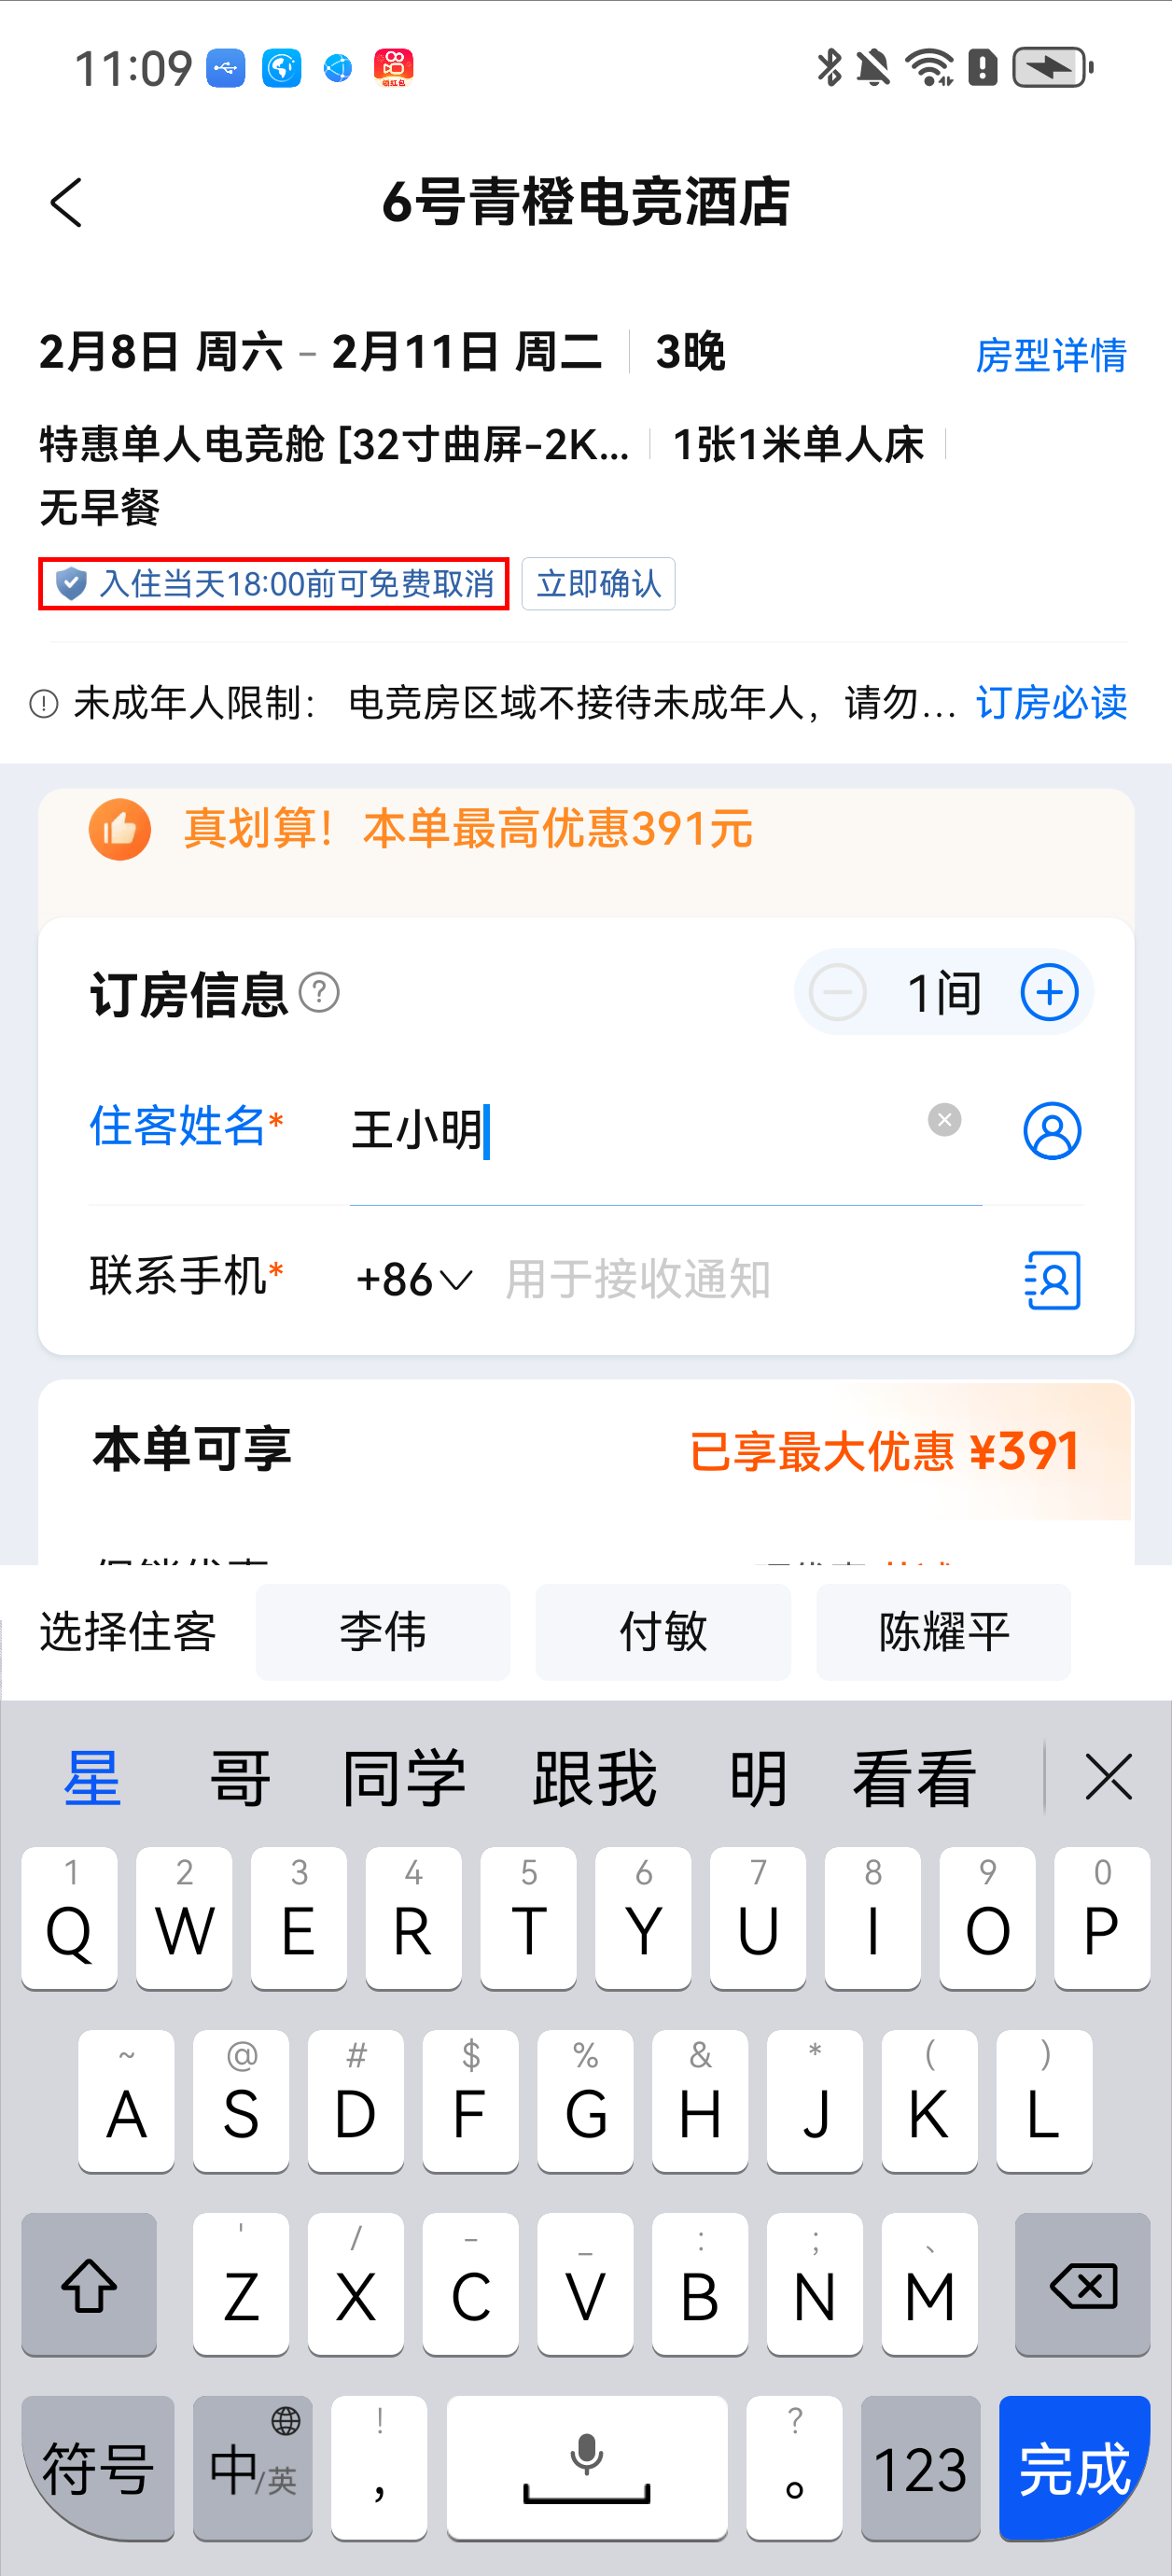 11:09
领红包
6号青橙电竞酒店
2月8日 周六 - 2月11日 周二 3晚 房型详情
特惠单人电竞舱 [32寸曲屏-2K... 1张1米单人床
无早餐
入住当天18:00前可免费取消 立即确认
未成年人限制： 电竞房区域不接待未成年人，请勿... 订房必读
真划算！本单最高优惠391元
订房信息 ? 1间
住客姓名* 王小明
联系手机* +86 用于接收通知
本单可享 已享最大优惠 ¥391
选择住客 李伟 付敏 陈耀平
星 哥 同学 跟我 明 看看
1 2 3 4 5 6 7 8 9 0
Q W E R T Y U I O P
~ @ # $ % & * ( )
A S D F G H J K L
' / - _ : ; 、
Z X C V B N M
符号 中/英 ! ， ? 。 123 完成